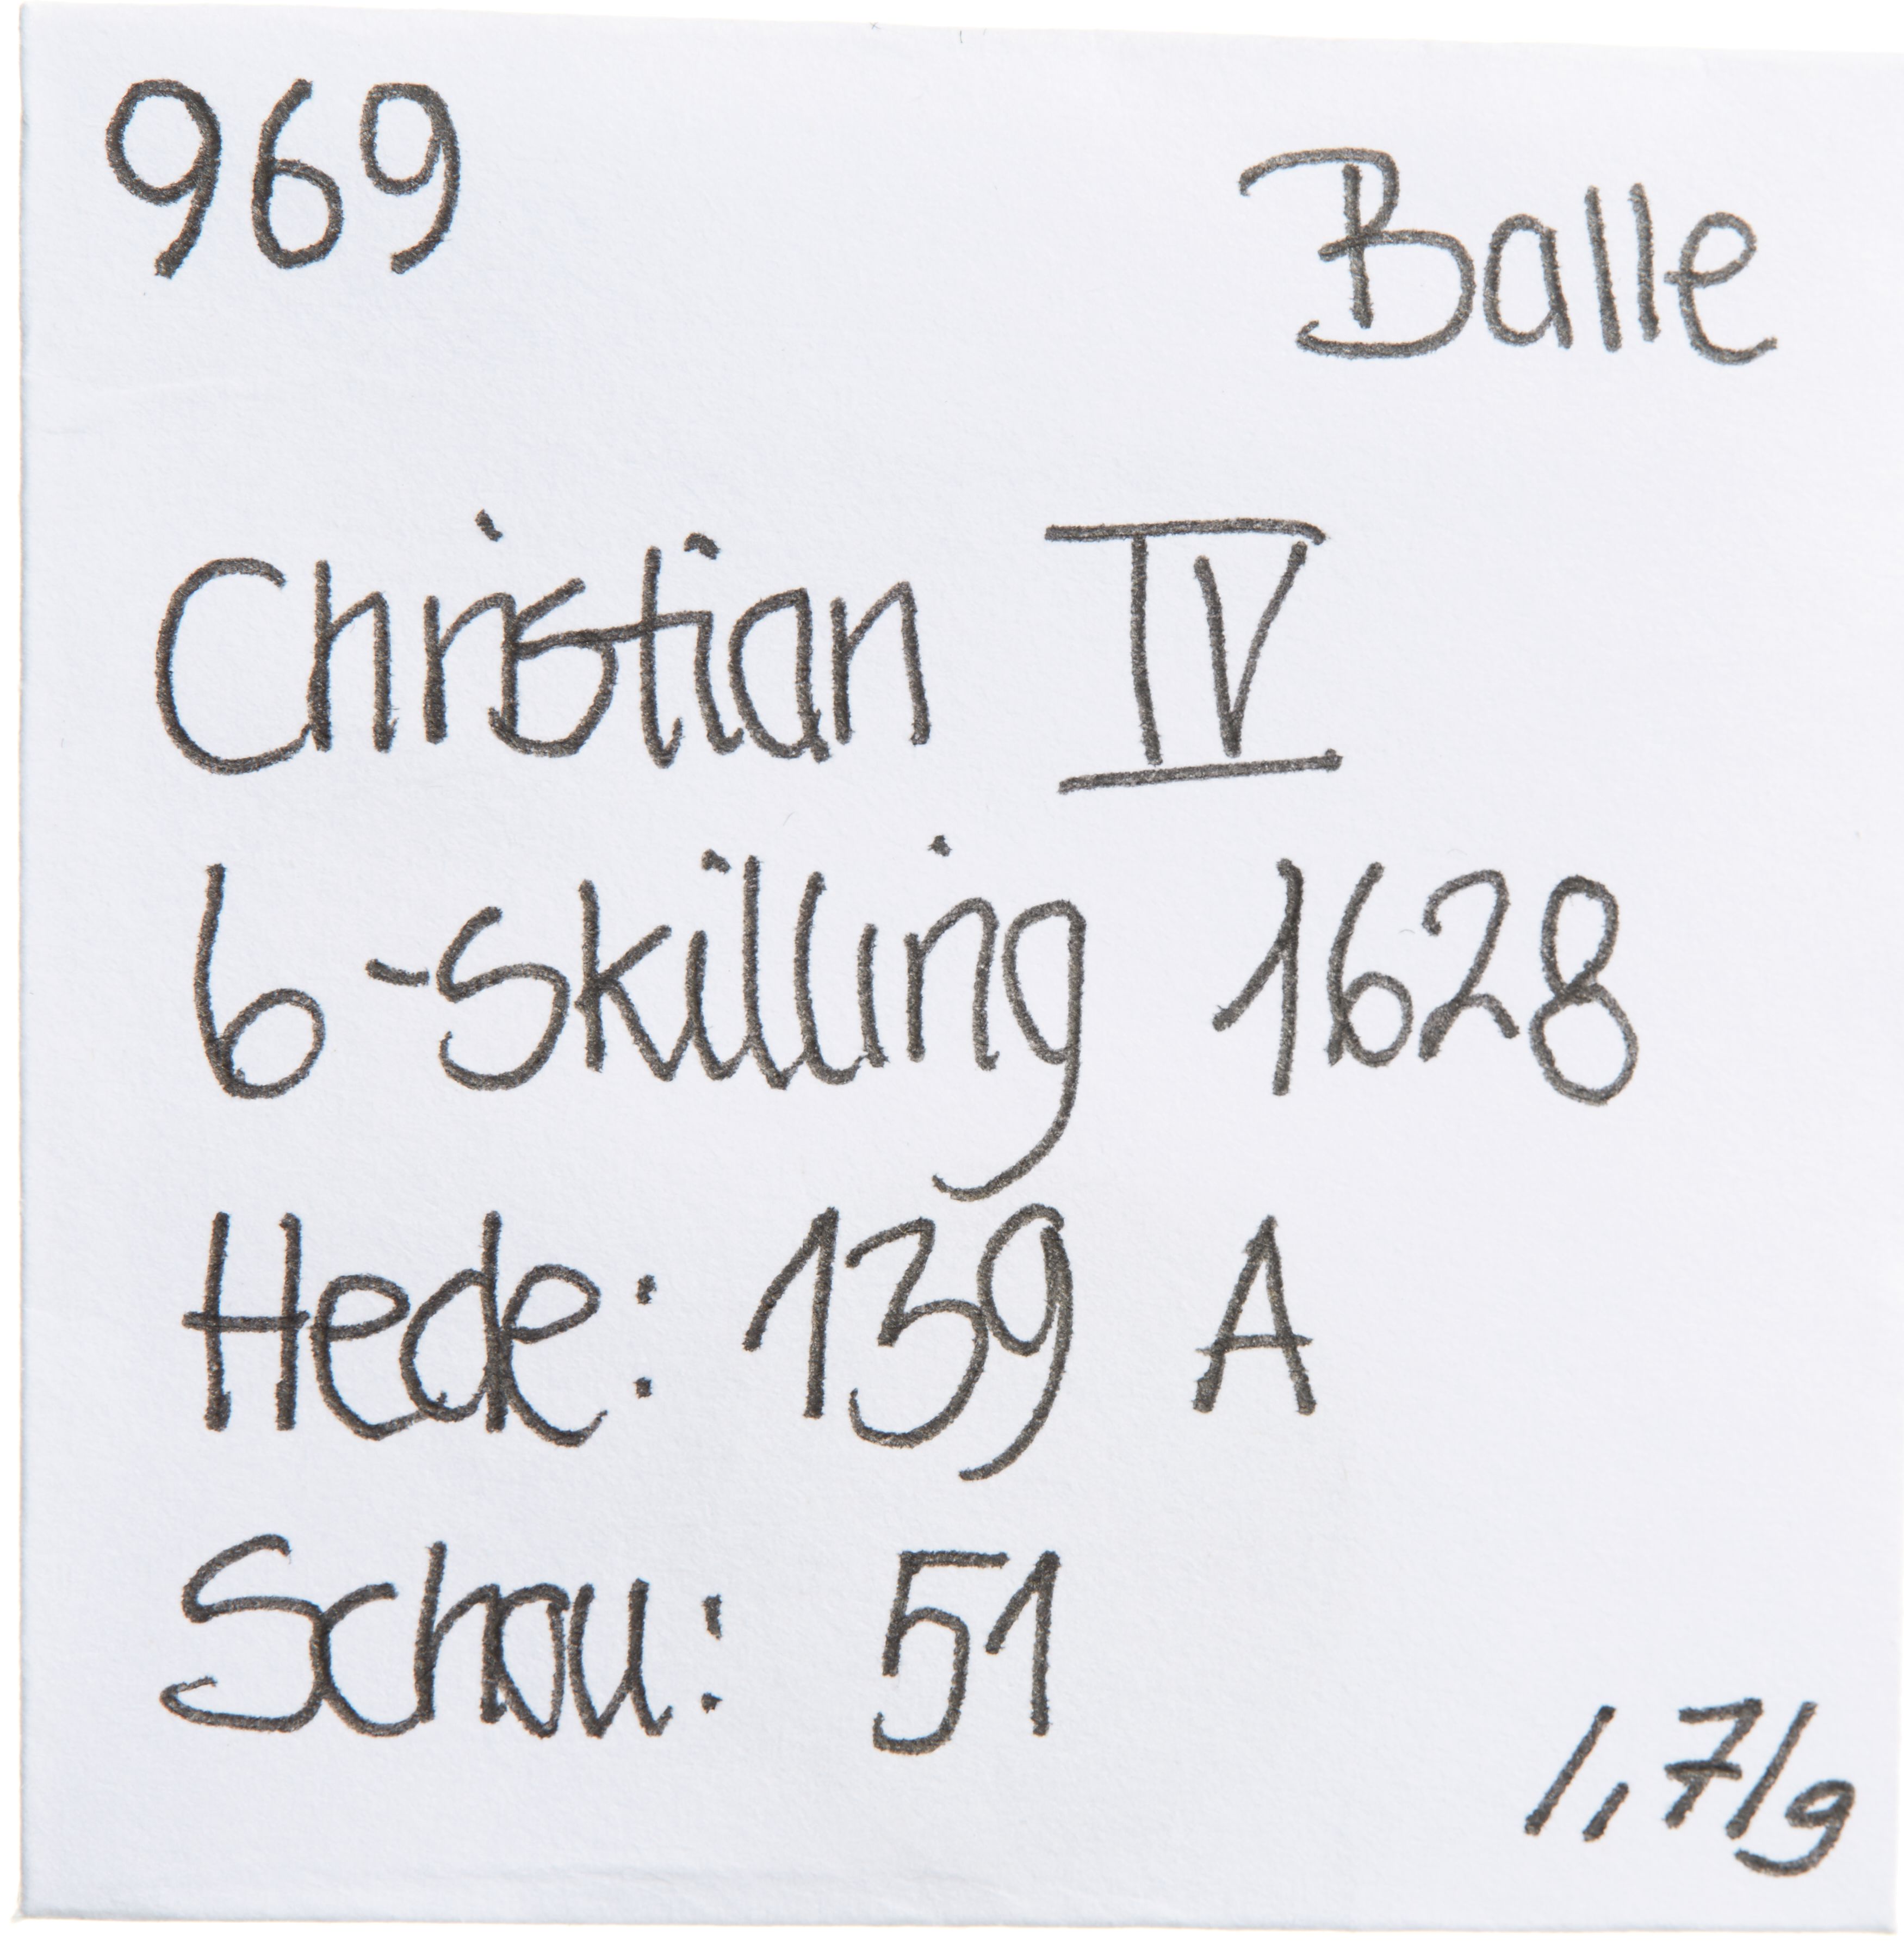 969
Balle
Christian IV
6-Skilling 1628
Hede: 139 A
Schou: 51
1,71g